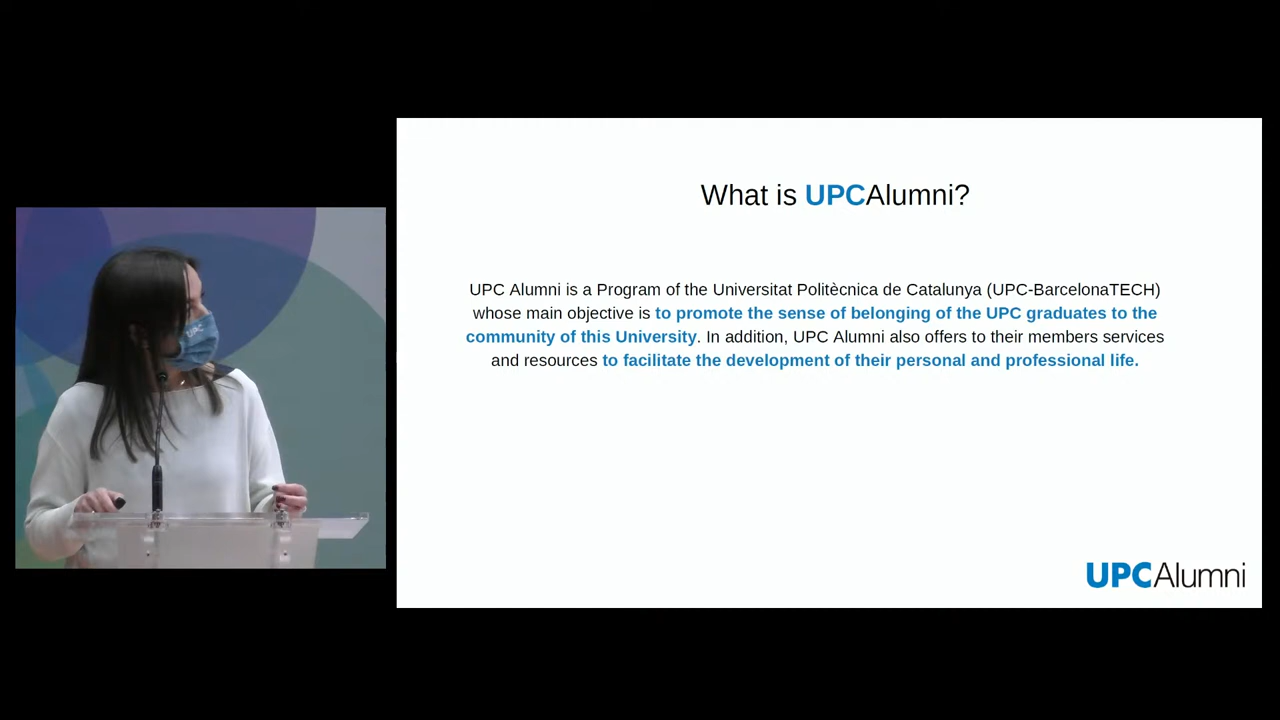 What is UPCAlumni?
UPC Alumni is a Program of the Universitat Politècnica de Catalunya (UPC-BarcelonaTECH)
whose main objective is to promote the sense of belonging of the UPC graduates to the
community of this University. In addition, UPC Alumni also offers to their members services
and resources to facilitate the development of their personal and professional life.
UPC
UPCAlumni